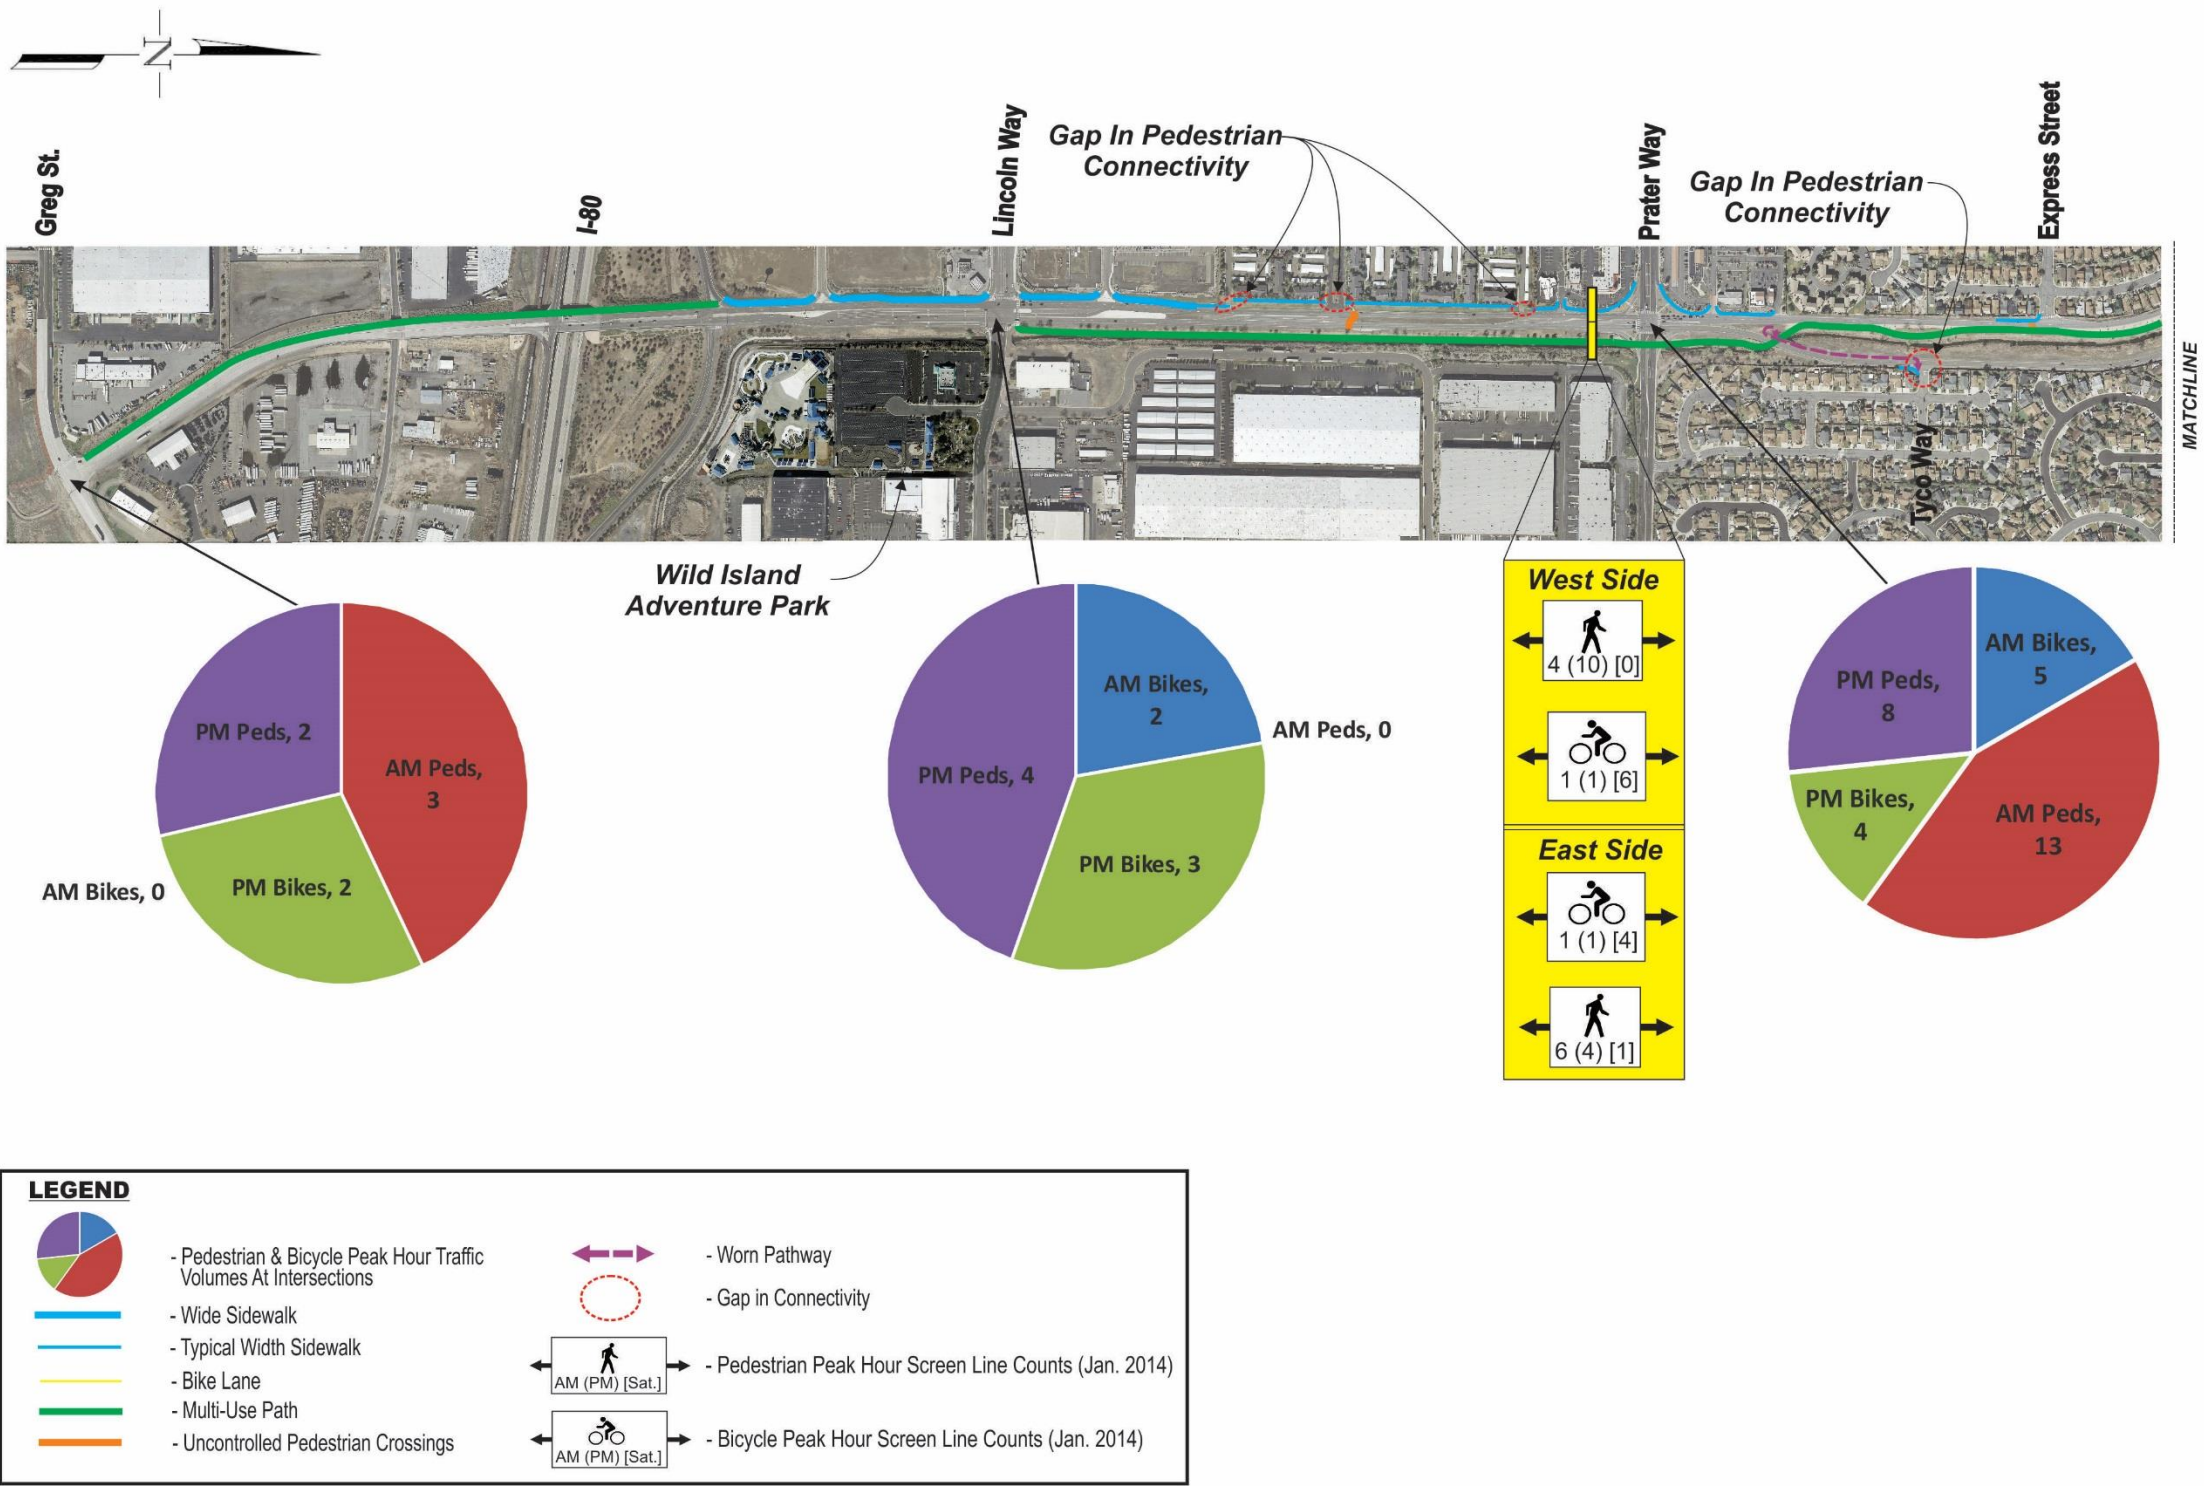 N
Greg St.
I-80
Lincoln Way
Gap In Pedestrian
Connectivity
Prater Way
Gap In Pedestrian
Connectivity
Express Street
MATCHLINE
Tyco Way
Wild Island
Adventure Park
PM Peds, 2
AM Peds,
3
PM Bikes, 2
AM Bikes, 0
AM Bikes,
2
AM Peds, 0
PM Peds, 4
PM Bikes, 3
West Side
4 (10) [0]
1 (1) [6]
East Side
1 (1) [4]
6 (4) [1]
AM Bikes,
5
PM Peds,
8
PM Bikes,
4
AM Peds,
13
LEGEND
- Pedestrian & Bicycle Peak Hour Traffic
Volumes At Intersections
- Wide Sidewalk
- Typical Width Sidewalk
- Bike Lane
- Multi-Use Path
- Uncontrolled Pedestrian Crossings
- Worn Pathway
- Gap in Connectivity
AM (PM) [Sat.]
- Pedestrian Peak Hour Screen Line Counts (Jan. 2014)
AM (PM) [Sat.]
- Bicycle Peak Hour Screen Line Counts (Jan. 2014)